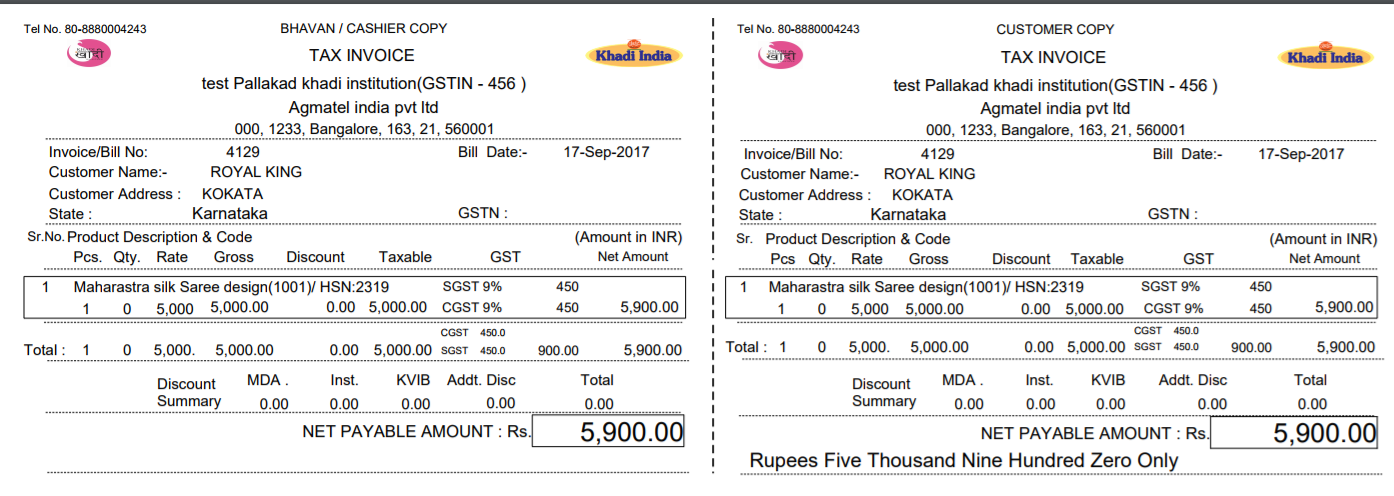 Tel No. 80-8880004243 BHAVAN / CASHIER COPY
खादी
TAX INVOICE
Khadi India
test Pallakad khadi institution(GSTIN - 456 )
Agmatel india pvt ltd
000, 1233, Bangalore, 163, 21, 560001
Invoice/Bill No: 4129 Bill Date:- 17-Sep-2017
Customer Name:- ROYAL KING
Customer Address : KOKATA
State : Karnataka GSTN :
Sr.No. Product Description & Code (Amount in INR)
Pcs. Qty. Rate Gross Discount Taxable GST Net Amount
1 Maharastra silk Saree design(1001)/ HSN:2319 SGST 9% 450
1 0 5,000 5,000.00 0.00 5,000.00 CGST 9% 450 5,900.00
CGST 450.0
Total : 1 0 5,000. 5,000.00 0.00 5,000.00 SGST 450.0 900.00 5,900.00
Discount MDA . Inst. KVIB Addt. Disc Total
Summary 0.00 0.00 0.00 0.00 0.00
NET PAYABLE AMOUNT : Rs. 5,900.00
Tel No. 80-8880004243 CUSTOMER COPY
खादी
TAX INVOICE
Khadi India
test Pallakad khadi institution(GSTIN - 456 )
Agmatel india pvt ltd
000, 1233, Bangalore, 163, 21, 560001
Invoice/Bill No: 4129 Bill Date:- 17-Sep-2017
Customer Name:- ROYAL KING
Customer Address : KOKATA
State : Karnataka GSTN :
Sr. Product Description & Code (Amount in INR)
Pcs Qty. Rate Gross Discount Taxable GST Net Amount
1 Maharastra silk Saree design(1001)/ HSN:2319 SGST 9% 450
1 0 5,000 5,000.00 0.00 5,000.00 CGST 9% 450 5,900.00
CGST 450.0
Total : 1 0 5,000. 5,000.00 0.00 5,000.00 SGST 450.0 900.00 5,900.00
Discount MDA . Inst. KVIB Addt. Disc Total
Summary 0.00 0.00 0.00 0.00 0.00
NET PAYABLE AMOUNT : Rs. 5,900.00
Rupees Five Thousand Nine Hundred Zero Only